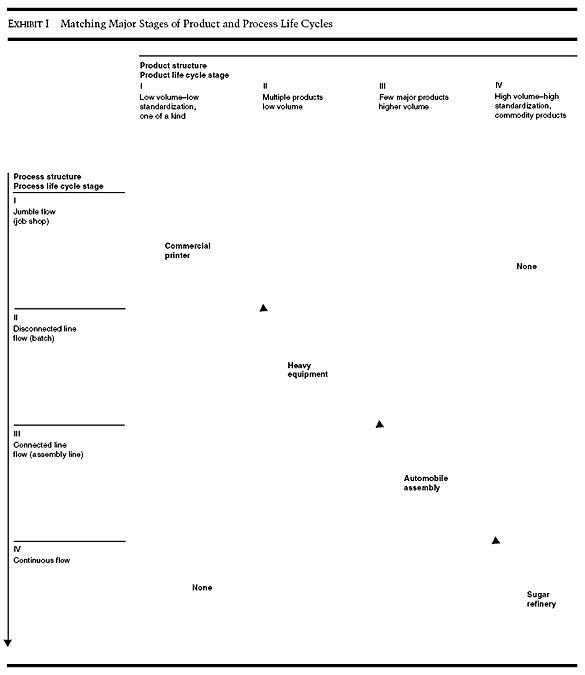 EXHIBIT I Matching Major Stages of Product and Process Life Cycles
Product structure
Product life cycle stage
I
Low volume–low
standardization,
one of a kind
II
Multiple products
low volume
III
Few major products
higher volume
IV
High volume–high
standardization,
commodity products
Process structure
Process life cycle stage
I
Jumble flow
(job shop)
Commercial
printer
None
II
Disconnected line
flow (batch)
Heavy
equipment
III
Connected line
flow (assembly line)
Automobile
assembly
IV
Continuous flow
None
Sugar
refinery